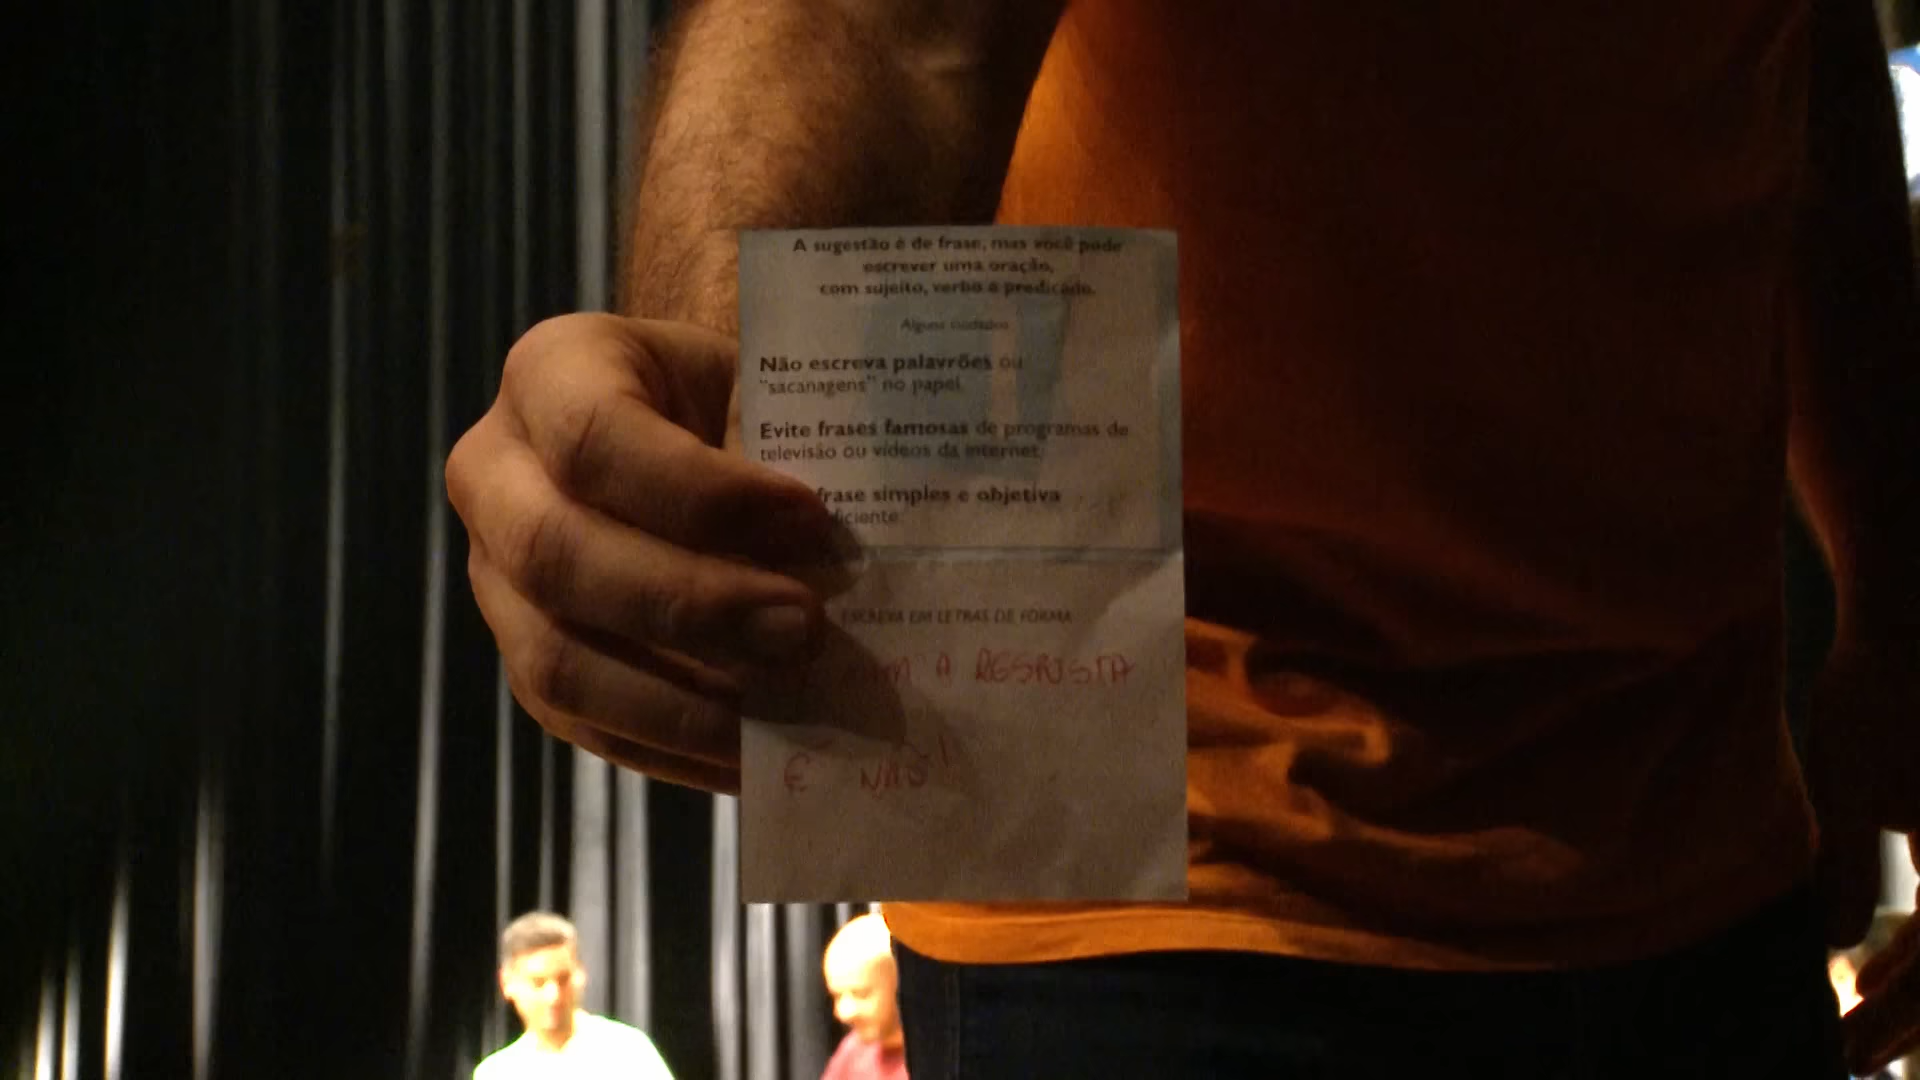 A sugestão é de frase, mas você pode
escrever uma oração,
com sujeito, verbo e predicado.
Alguns cuidados
Não escreva palavrões ou
"sacanagens" no papel.
Evite frases famosas de programas de
televisão ou vídeos da internet;
frase simples e objetiva
ficiente.
ESCREVA EM LETRAS DE FORMA
A RESPOSTA
É NÃO!